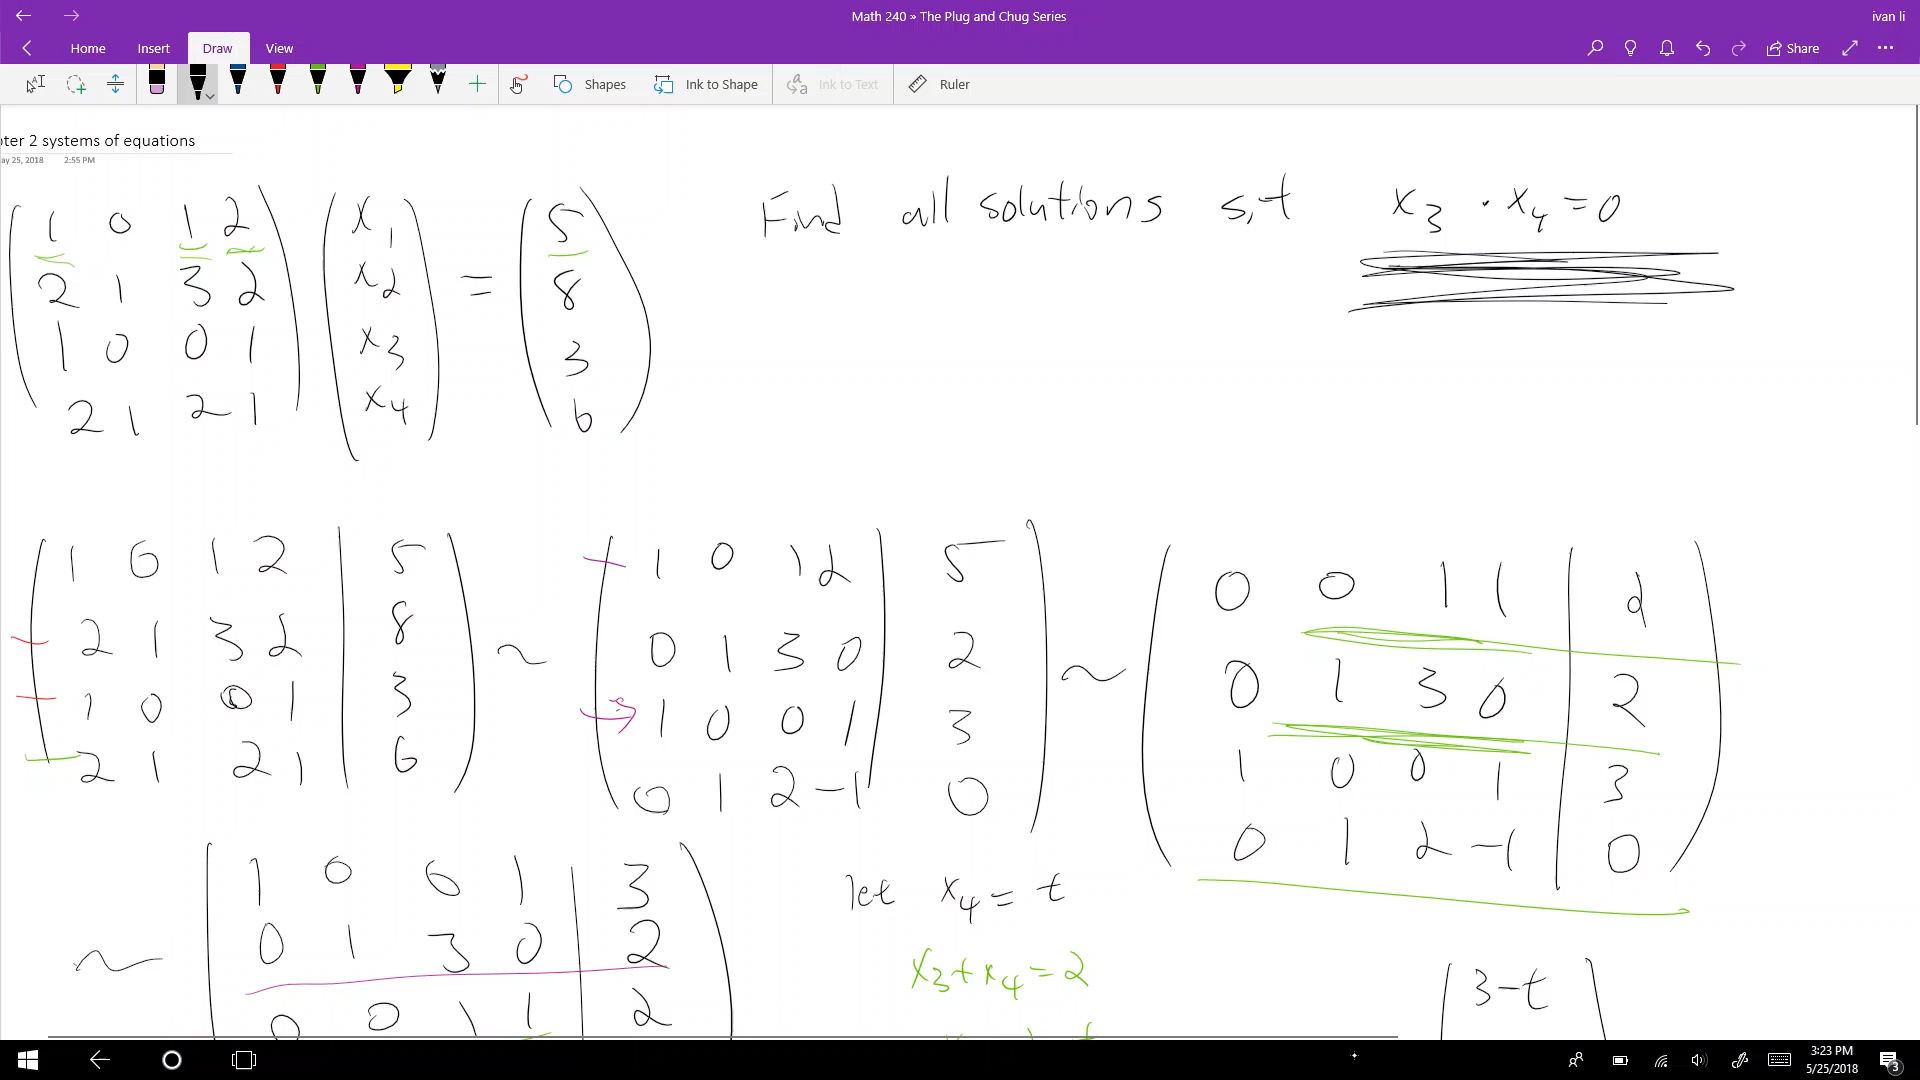 Math 240 » The Plug and Chug Series
ivan li
Home Insert Draw View
Share
Shapes Ink to Shape Ink to Text Ruler
ter 2 systems of equations
ay 25, 2018 2:55 PM
Find all solutions s,t x3 · x4 = 0
1 0 1 2 x1 5
2 1 3 2 x2 = 8
1 0 0 1 x3 3
2 1 2 1 x4 6
1 0 1 2 | 5 ~ 1 0 1 2 | 5 ~ 0 0 1 1 | 2
2 1 3 2 | 8 0 1 3 0 | 2 0 1 3 0 | 2
1 0 0 1 | 3 1 0 0 1 | 3 1 0 0 1 | 3
2 1 2 1 | 6 0 1 2 -1 | 0 0 1 2 -1 | 0
~ 1 0 0 1 | 3
0 1 3 0 | 2
0 0 1 1 | 2
let x4 = t
x3 + x4 = 2
3-t
3:23 PM
5/25/2018
3